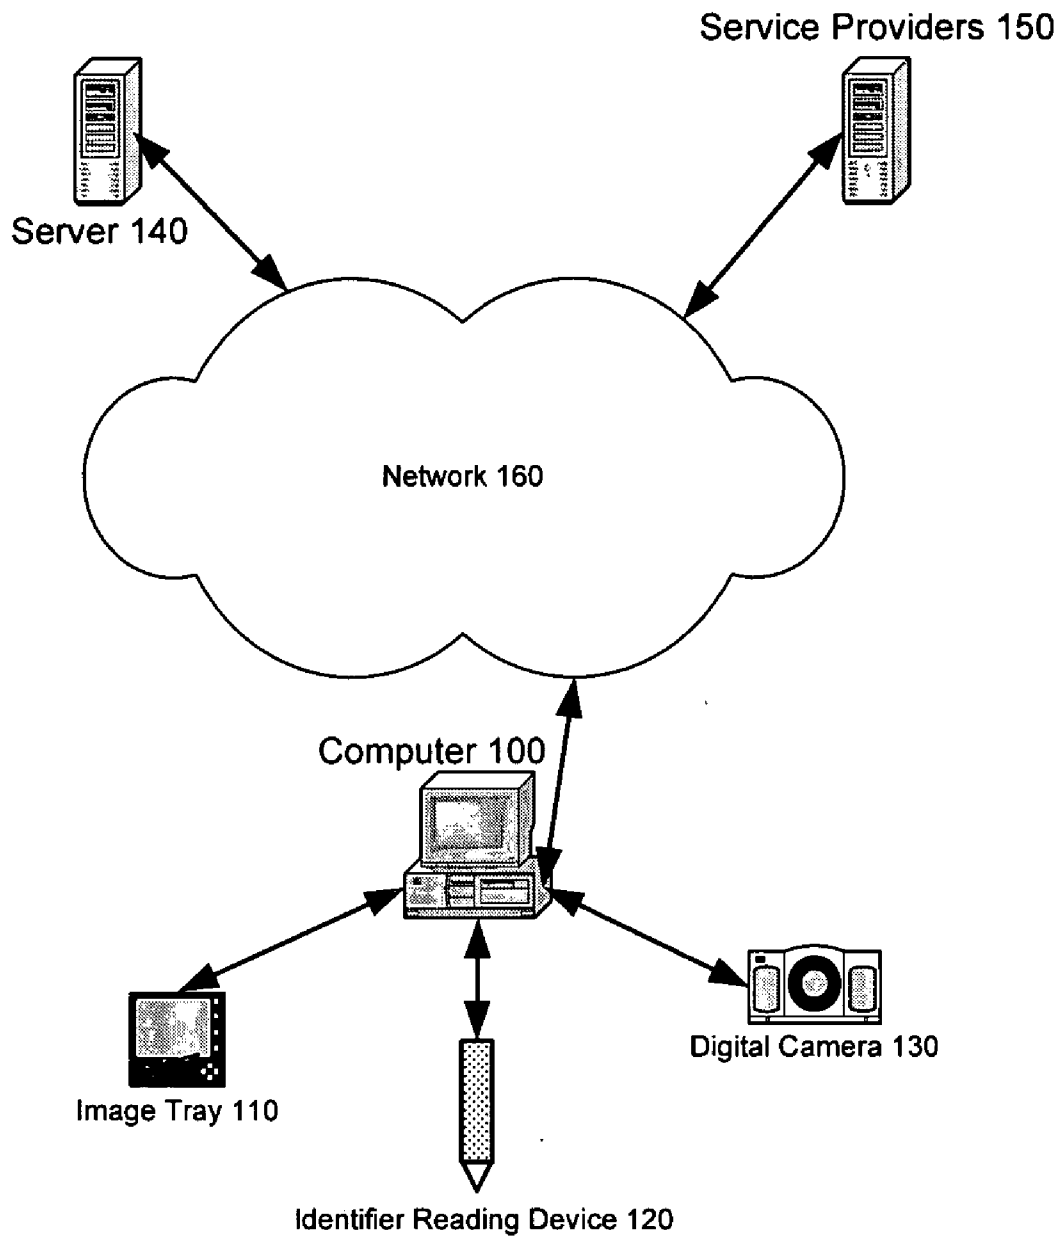 Service Providers 150
Server 140
Network 160
Computer 100
Digital Camera 130
Image Tray 110
Identifier Reading Device 120